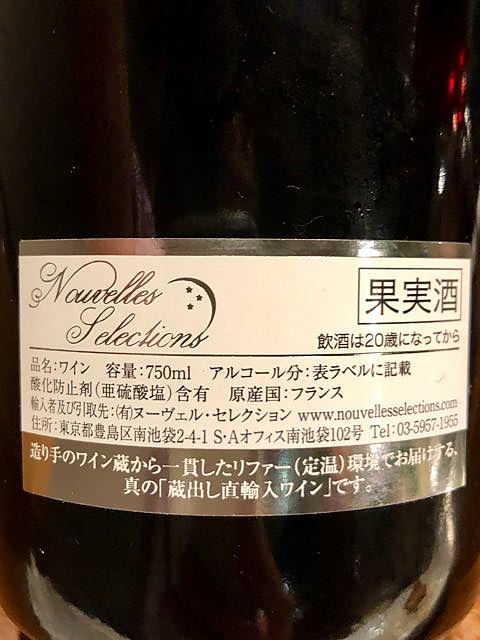 Nouvelles
Selections
果実酒
飲酒は20歳になってから
品名:ワイン 容量:750ml アルコール分:表ラベルに記載
酸化防止剤(亜硫酸塩)含有 原産国:フランス
輸入者及び引取先:(有)ヌーヴェル・セレクション www.nouvellesselections.com
住所:東京都豊島区南池袋2-4-1 S・Aオフィス南池袋102号 Tel:03-5957-1955
造り手のワイン蔵から一貫したリファー(定温)環境でお届けする、
真の「蔵出し直輸入ワイン」です。